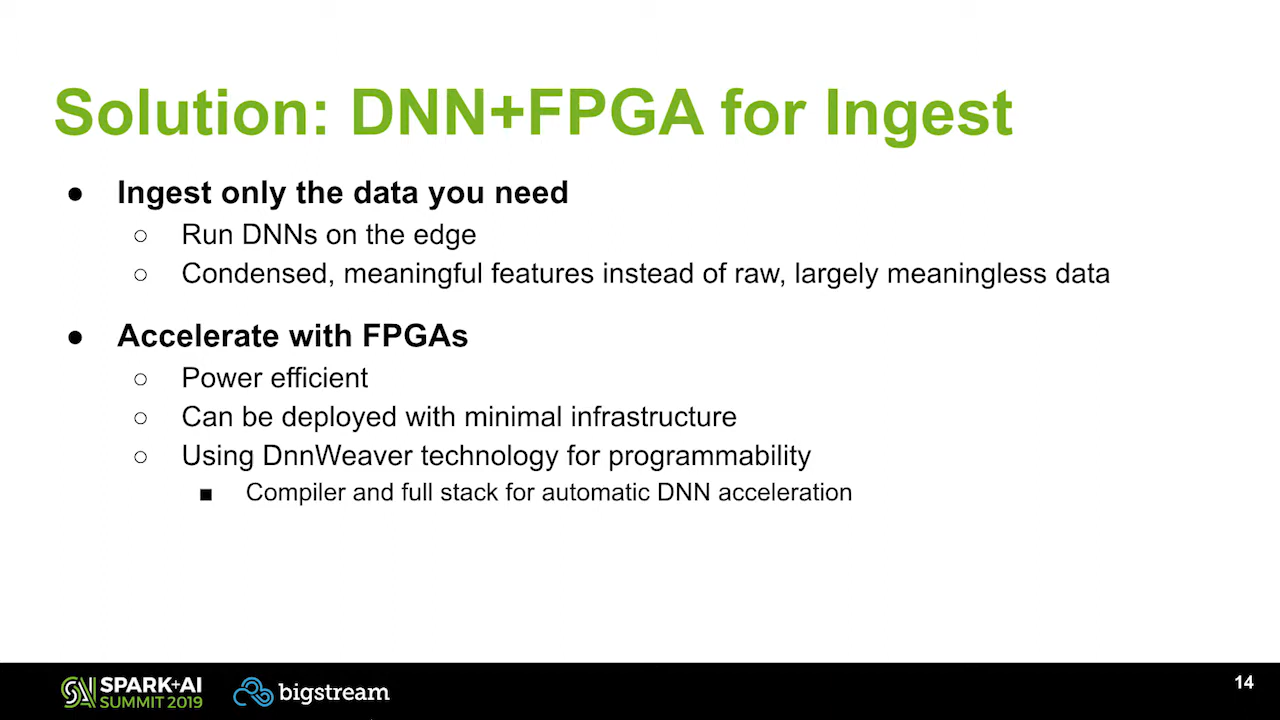 Solution: DNN+FPGA for Ingest
● Ingest only the data you need
○ Run DNNs on the edge
○ Condensed, meaningful features instead of raw, largely meaningless data
● Accelerate with FPGAs
○ Power efficient
○ Can be deployed with minimal infrastructure
○ Using DnnWeaver technology for programmability
■ Compiler and full stack for automatic DNN acceleration
SPARK+AI
SUMMIT 2019
bigstream
14